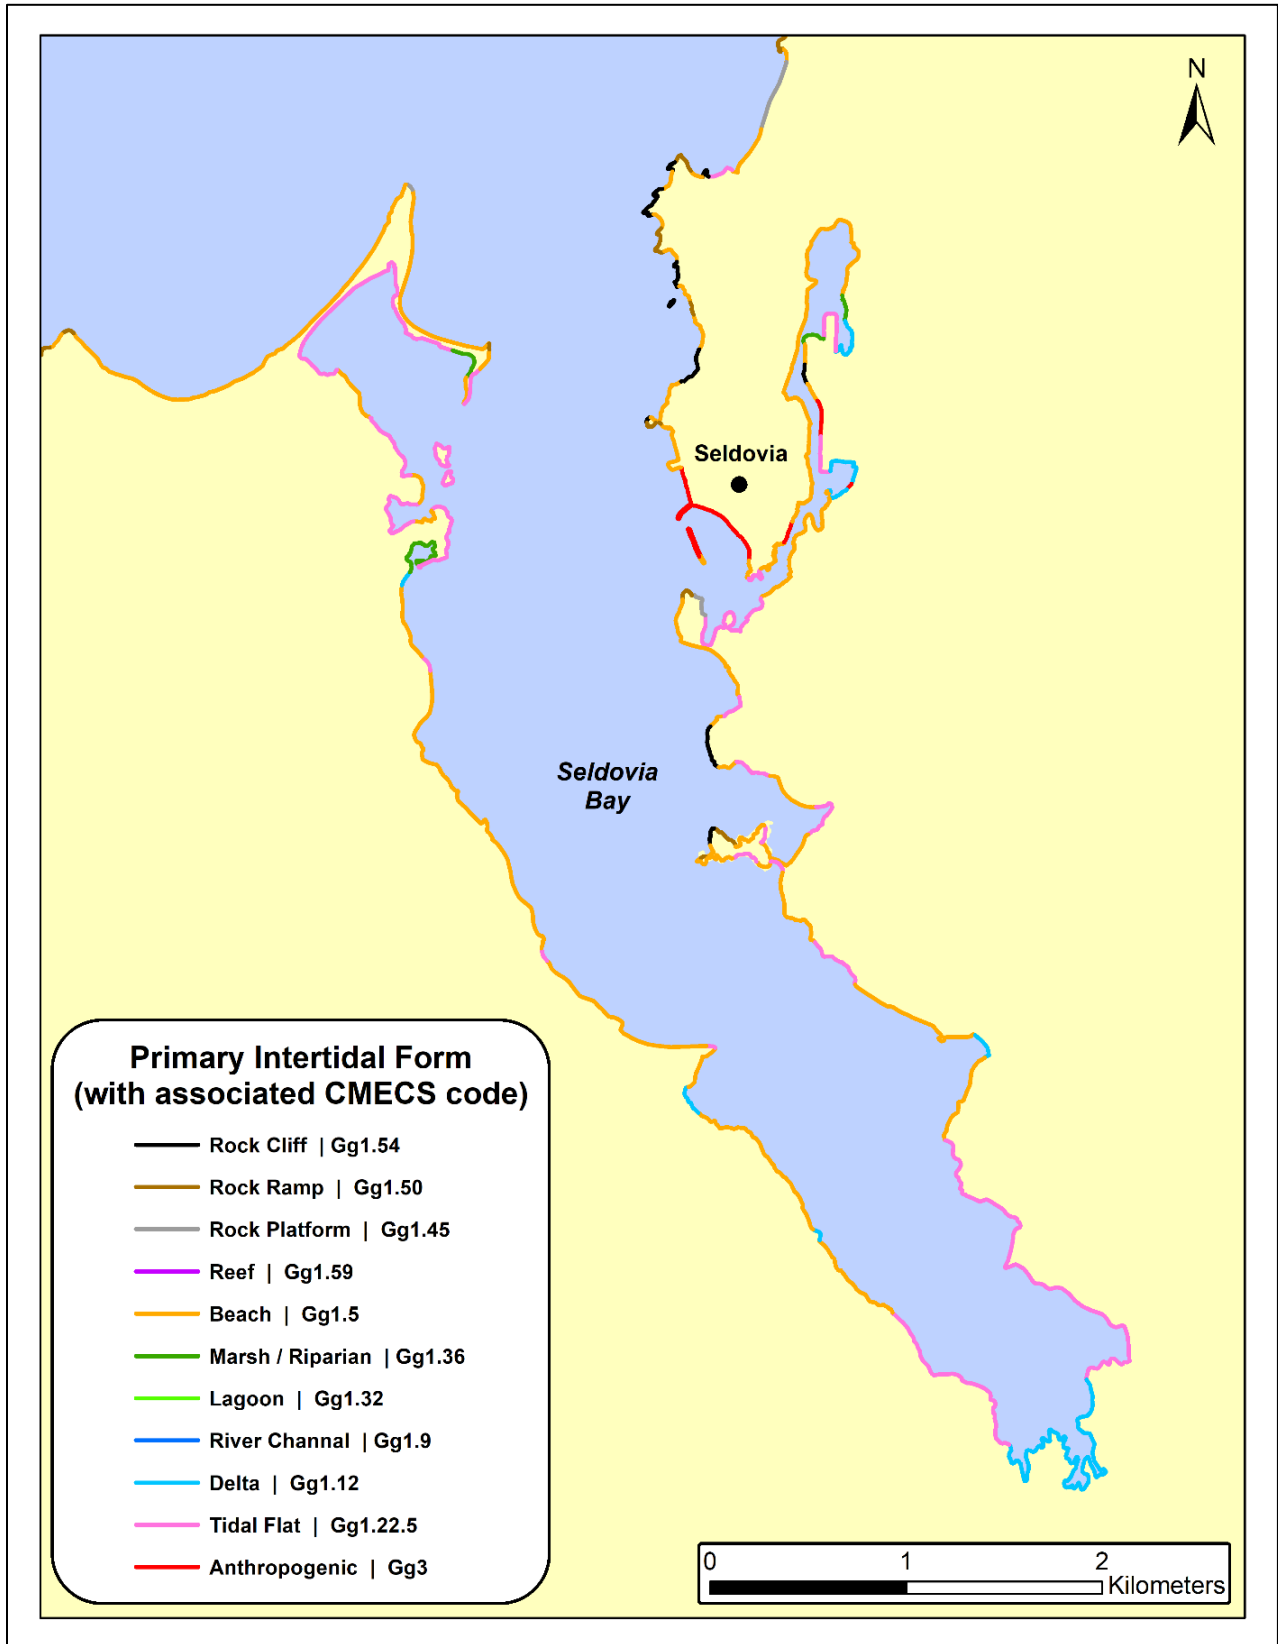 N
Seldovia
Seldovia
Bay
Primary Intertidal Form
(with associated CMECS code)
Rock Cliff | Gg1.54
Rock Ramp | Gg1.50
Rock Platform | Gg1.45
Reef | Gg1.59
Beach | Gg1.5
Marsh / Riparian | Gg1.36
Lagoon | Gg1.32
River Channal | Gg1.9
Delta | Gg1.12
Tidal Flat | Gg1.22.5
Anthropogenic | Gg3
0 1 2
Kilometers